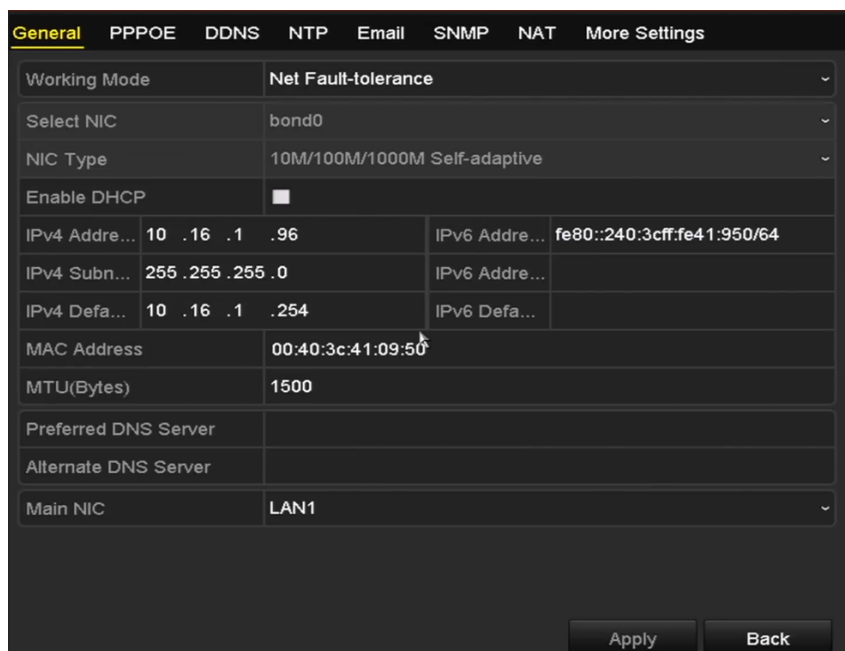 General PPPOE DDNS NTP Email SNMP NAT More Settings
Working Mode Net Fault-tolerance
Select NIC bond0
NIC Type 10M/100M/1000M Self-adaptive
Enable DHCP
IPv4 Addre... 10 .16 .1 .96 IPv6 Addre... fe80::240:3cff:fe41:950/64
IPv4 Subn... 255.255.255.0 IPv6 Addre...
IPv4 Defa... 10 .16 .1 .254 IPv6 Defa...
MAC Address 00:40:3c:41:09:50
MTU(Bytes) 1500
Preferred DNS Server
Alternate DNS Server
Main NIC LAN1
Apply Back